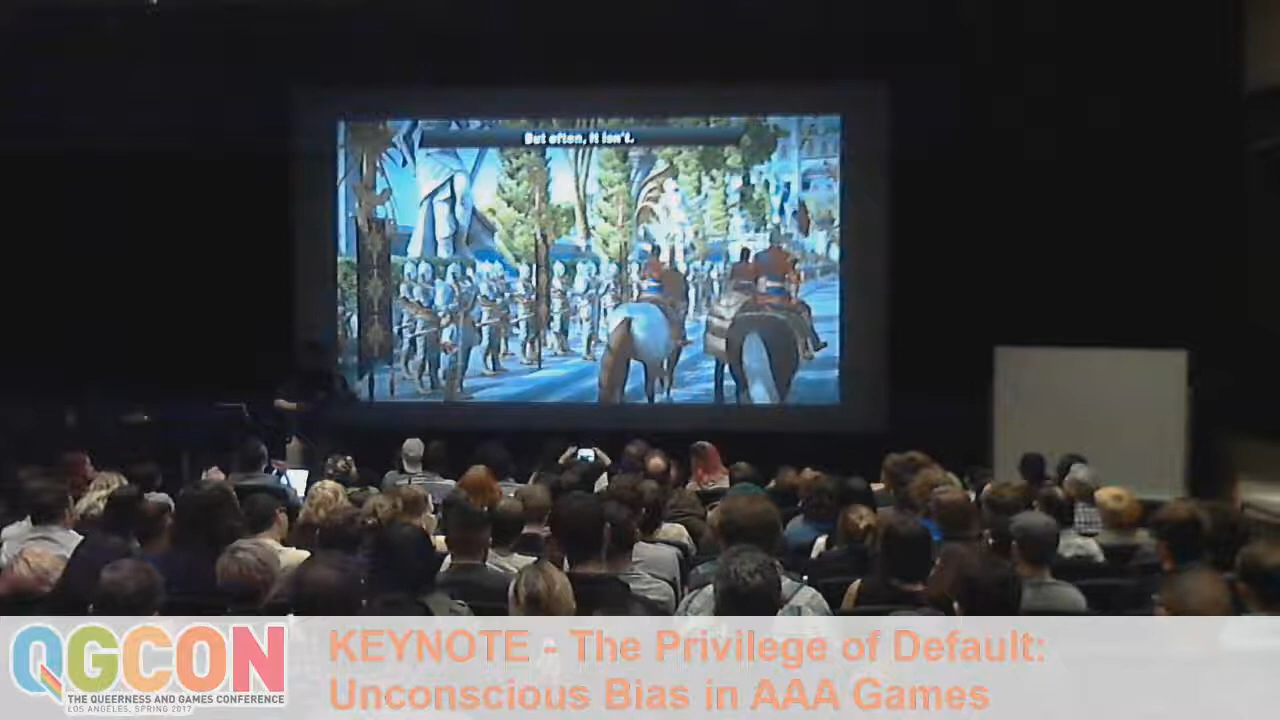 But often, it isn't.
QGCON
THE QUEERNESS AND GAMES CONFERENCE
LOS ANGELES, SPRING 2017
KEYNOTE - The Privilege of Default:
Unconscious Bias in AAA Games